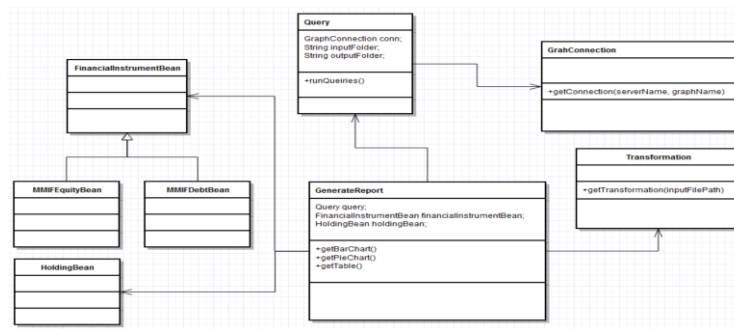 Query
GraphConnection conn;
String inputFolder;
String outputFolder;
+runQueiries()
GrahConnection
+getConnection(serverName, graphName)
FinancialInstrumentBean
Transformation
+getTransformation(inputFilePath)
MMIFEquityBean
MMIFDebtBean
GenerateReport
Query query;
FinancialInstrumentBean financialInstrumentBean;
HoldingBean holdingBean;
+getBarChart()
+getPieChart()
+getTable()
HoldingBean